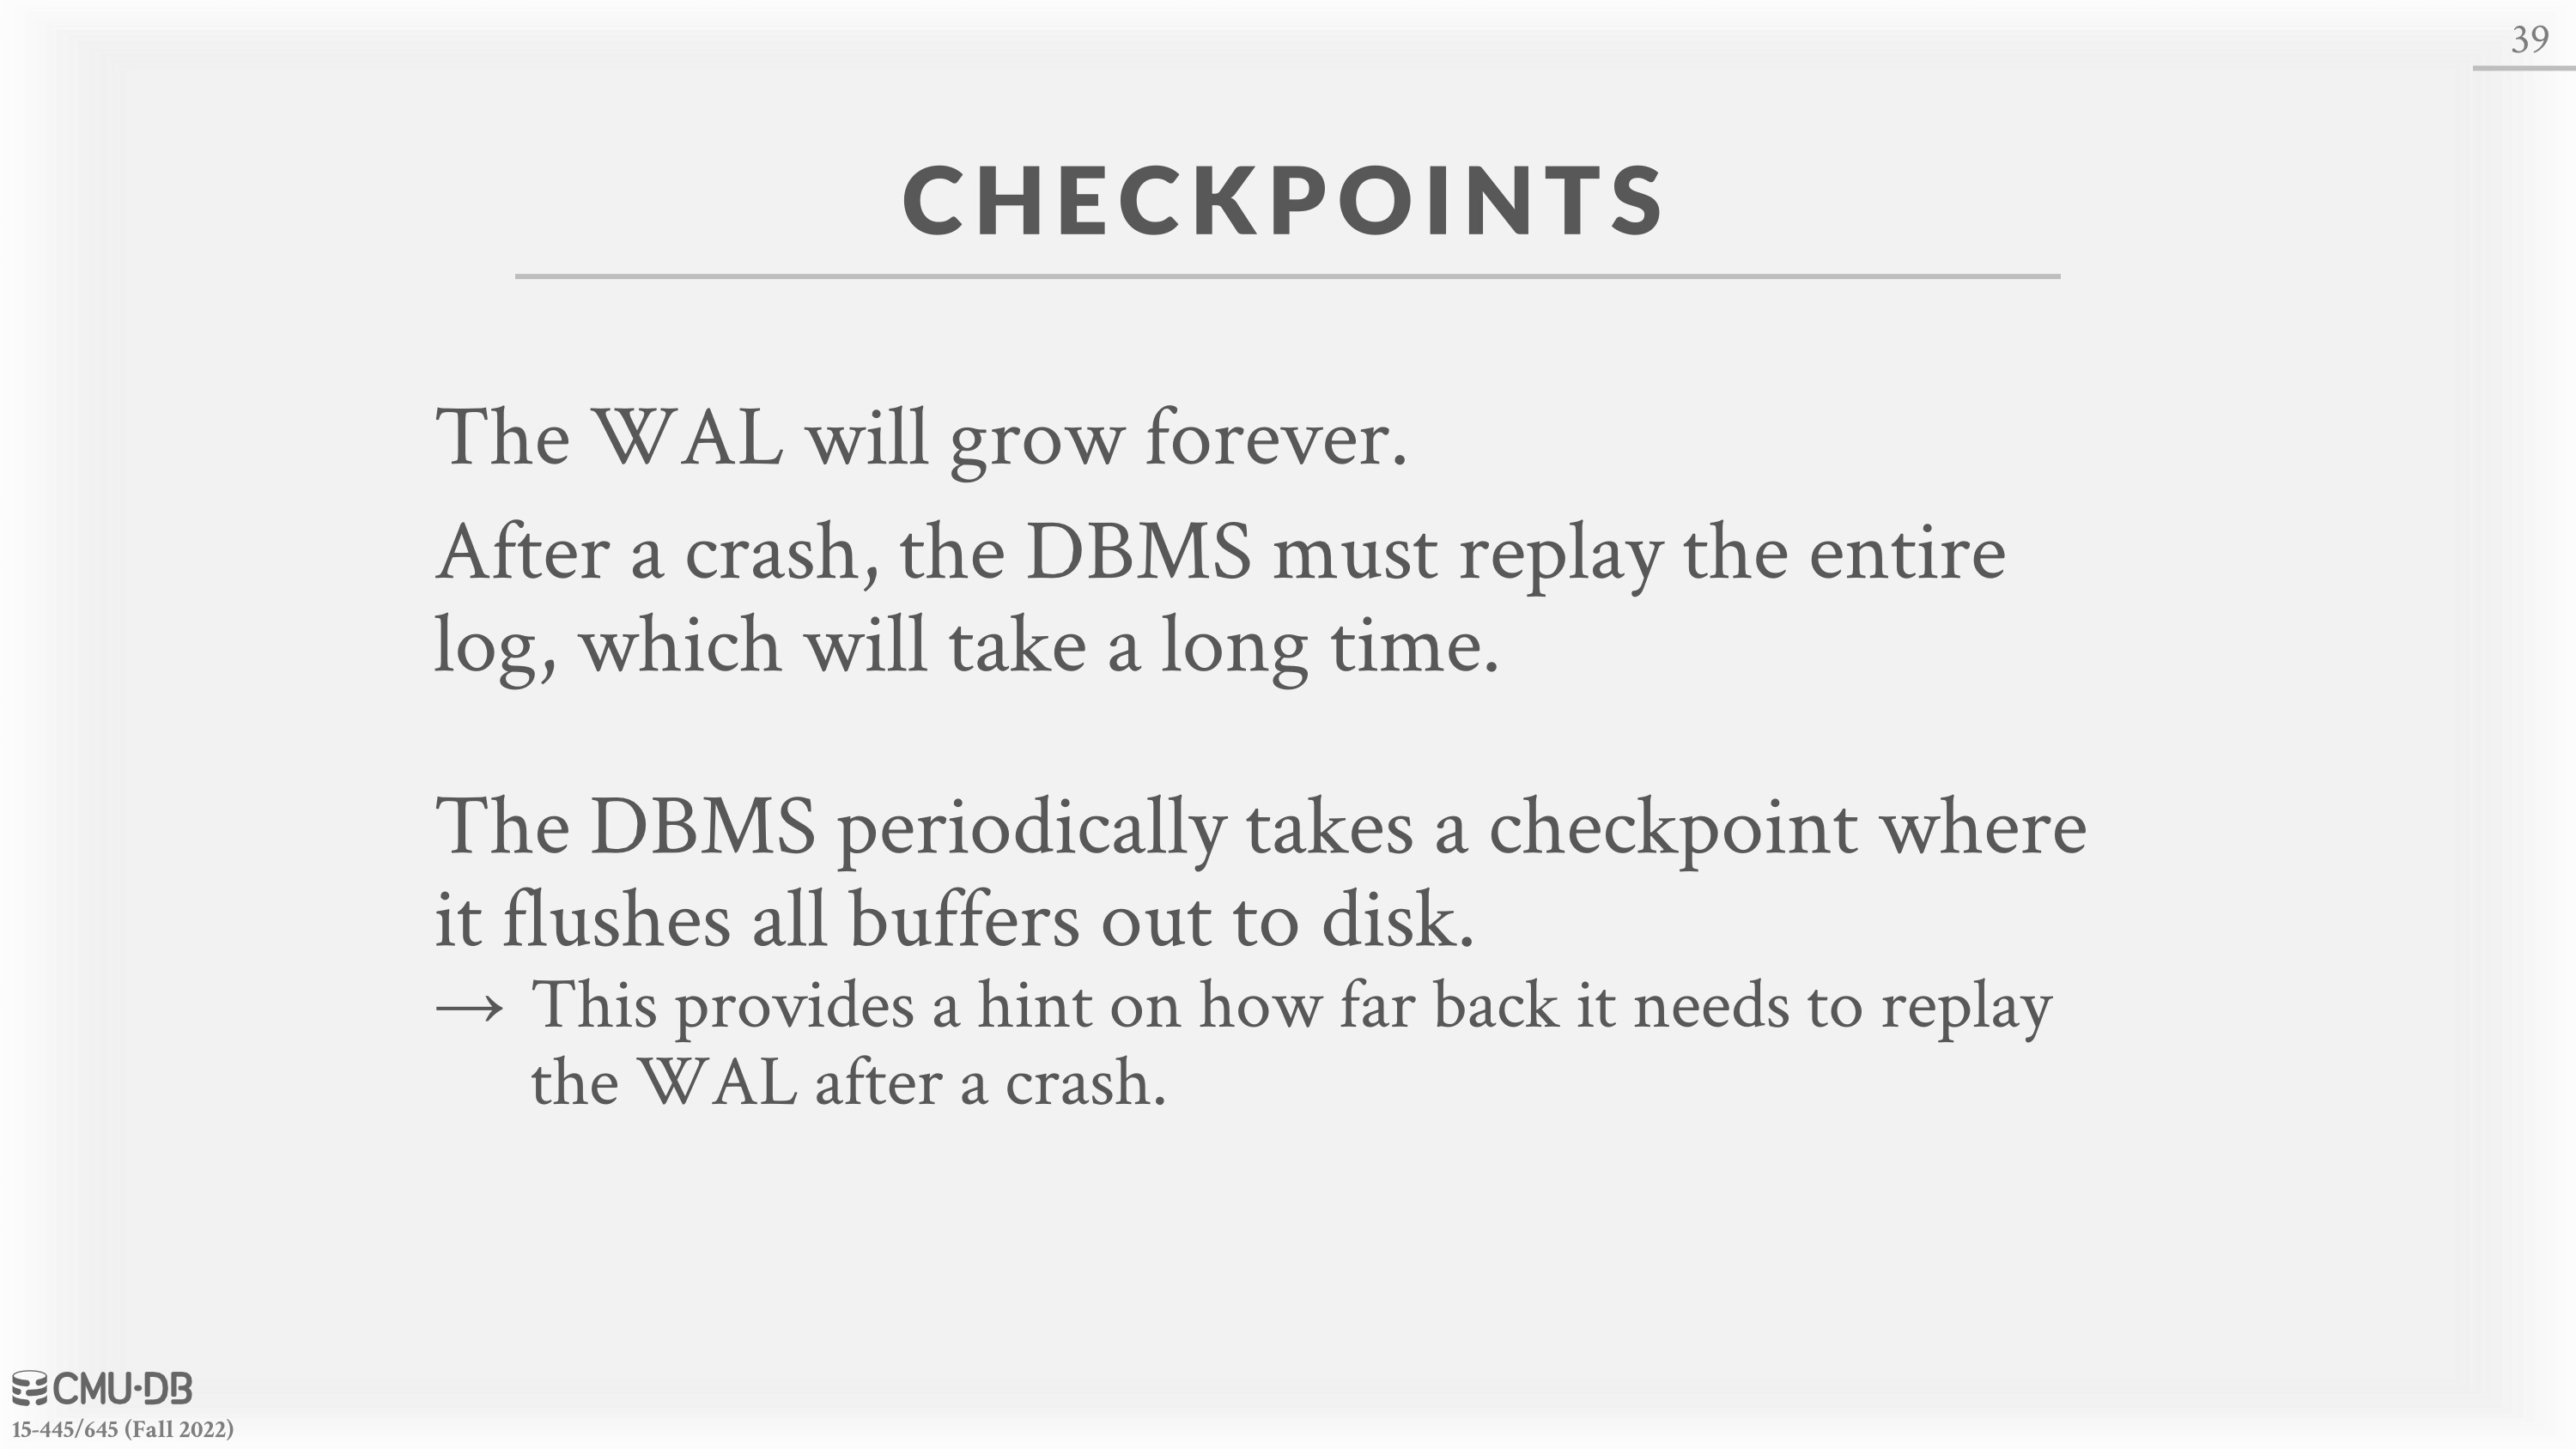 39
CHECKPOINTS
The WAL will grow forever.
After a crash, the DBMS must replay the entire
log, which will take a long time.
The DBMS periodically takes a checkpoint where
it flushes all buffers out to disk.
→ This provides a hint on how far back it needs to replay
the WAL after a crash.
CMU·DB
15-445/645 (Fall 2022)